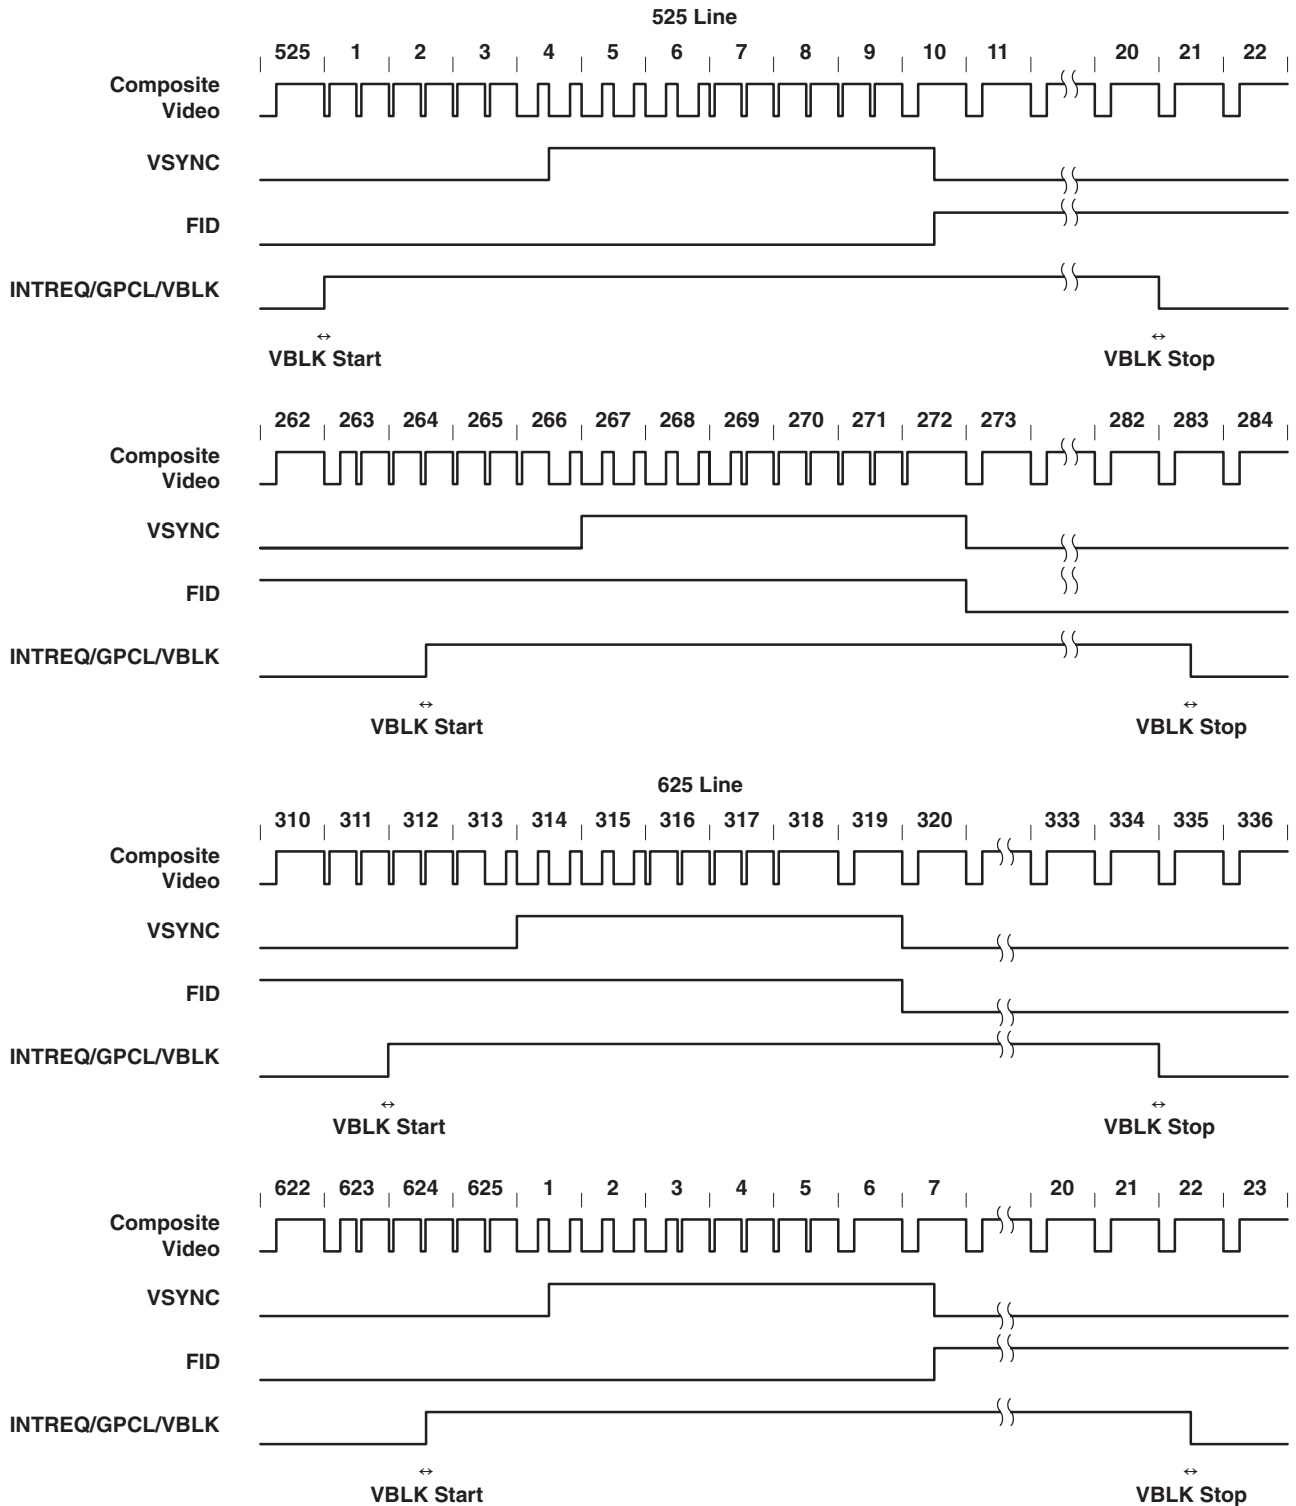 525 Line
525 1 2 3 4 5 6 7 8 9 10 11 20 21 22
Composite
Video
VSYNC
FID
INTREQ/GPCL/VBLK
↔ ↔
VBLK Start VBLK Stop
262 263 264 265 266 267 268 269 270 271 272 273 282 283 284
Composite
Video
VSYNC
FID
INTREQ/GPCL/VBLK
↔ ↔
VBLK Start VBLK Stop
625 Line
310 311 312 313 314 315 316 317 318 319 320 333 334 335 336
Composite
Video
VSYNC
FID
INTREQ/GPCL/VBLK
↔ ↔
VBLK Start VBLK Stop
622 623 624 625 1 2 3 4 5 6 7 20 21 22 23
Composite
Video
VSYNC
FID
INTREQ/GPCL/VBLK
↔ ↔
VBLK Start VBLK Stop